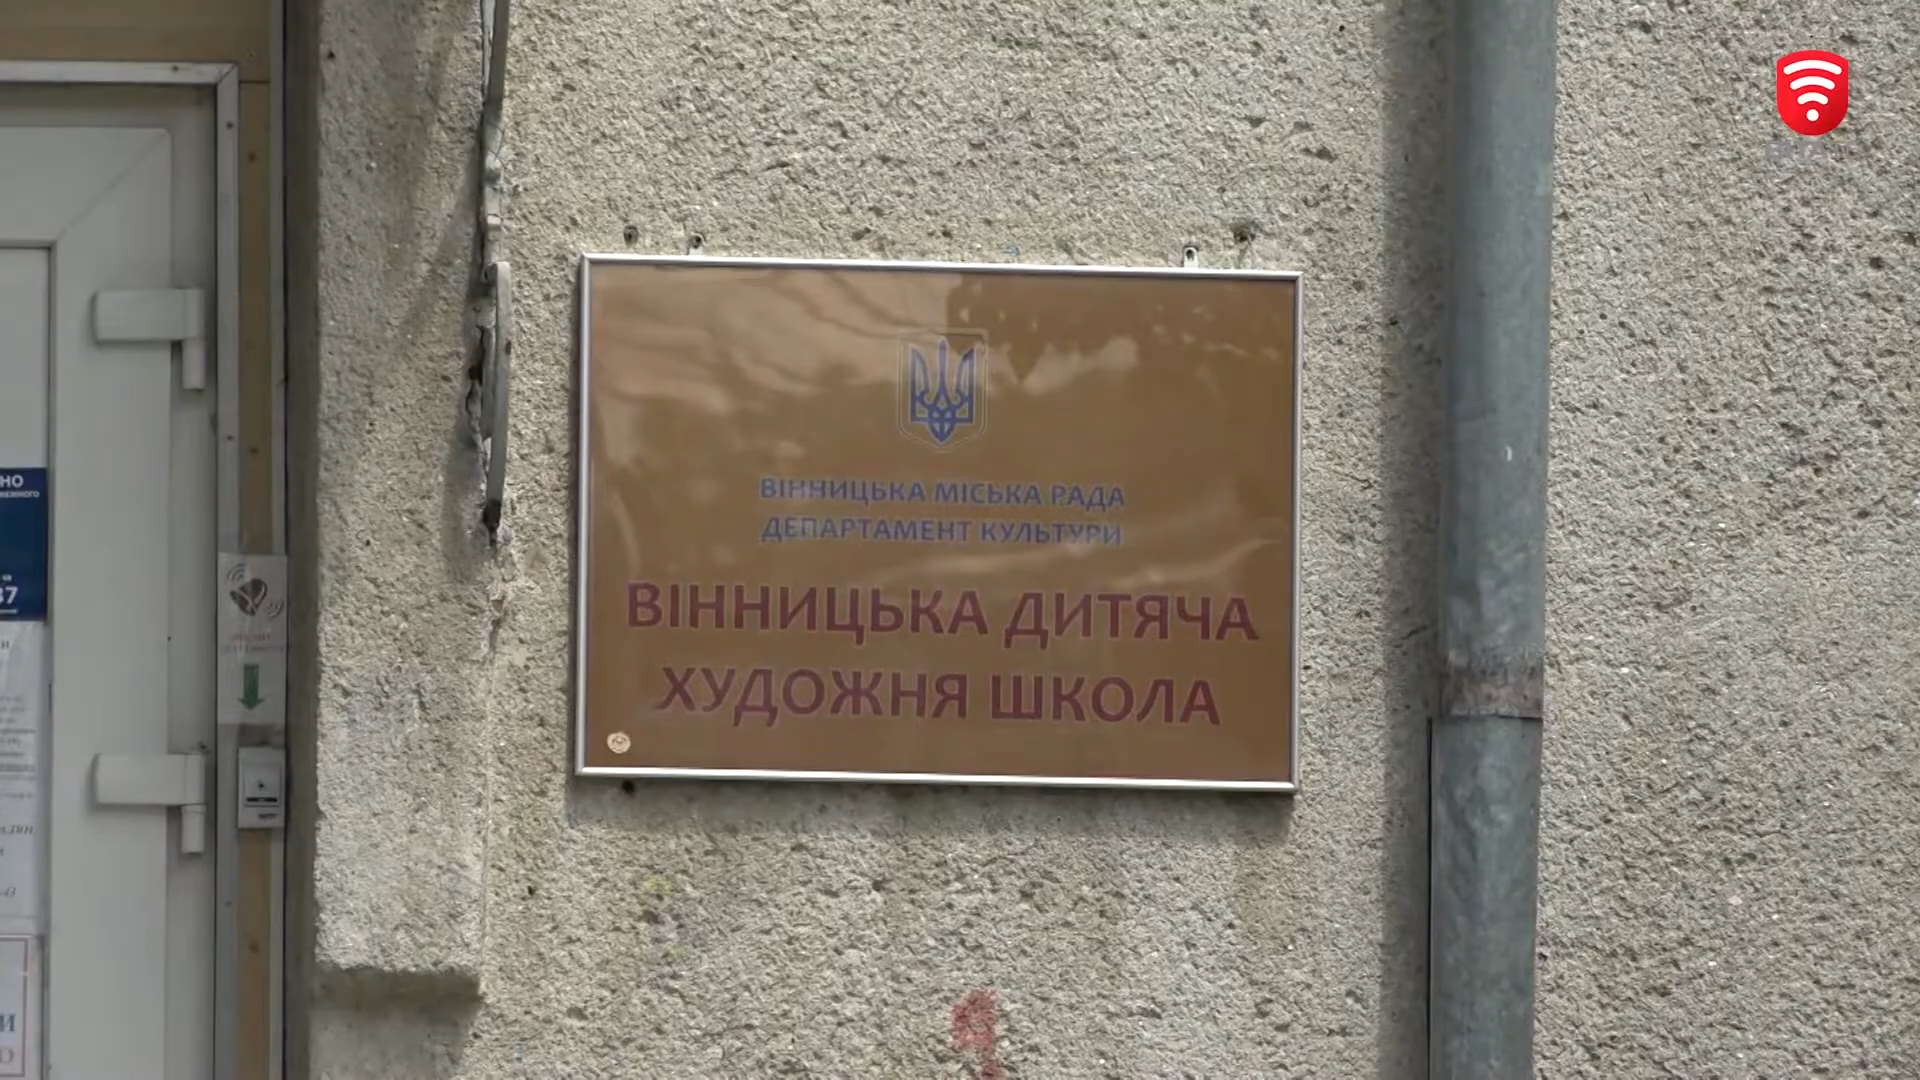 ВІННИЦЬКА МІСЬКА РАДА
ДЕПАРТАМЕНТ КУЛЬТУРИ
ВІННИЦЬКА ДИТЯЧА
ХУДОЖНЯ ШКОЛА